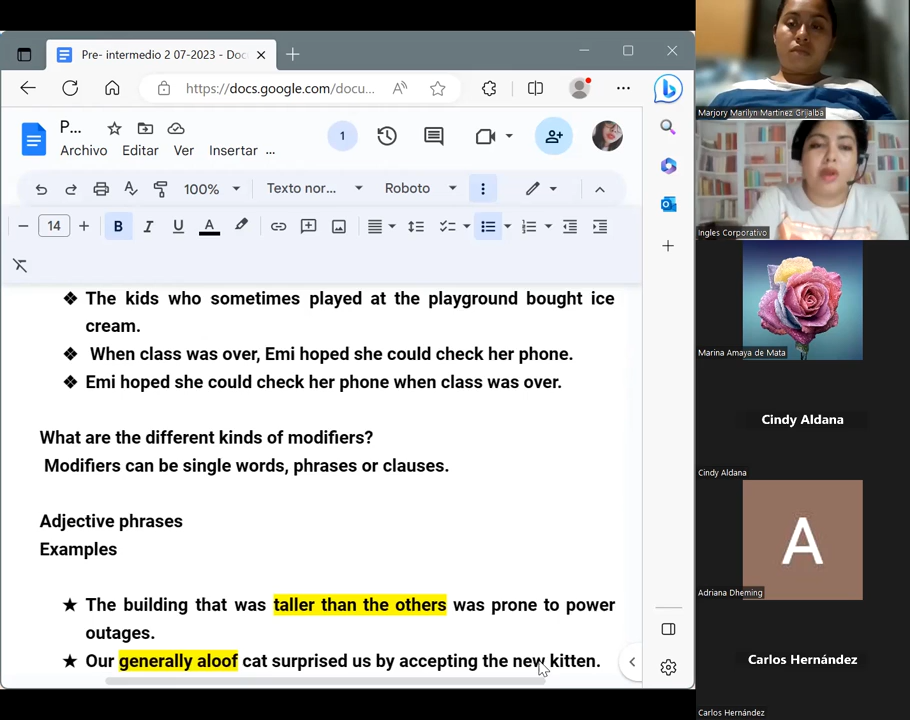 Pre- intermedio 2 07-2023 - Doc
https://docs.google.com/docu...
P...
1
Archivo Editar Ver Insertar ...
100% Texto nor... Roboto
14 B I U A
❖ The kids who sometimes played at the playground bought ice
cream.
❖ When class was over, Emi hoped she could check her phone.
❖ Emi hoped she could check her phone when class was over.
What are the different kinds of modifiers?
Modifiers can be single words, phrases or clauses.
Adjective phrases
Examples
★ The building that was taller than the others was prone to power
outages.
★ Our generally aloof cat surprised us by accepting the new kitten.
Marjory Marilyn Martinez Grijalba
Ingles Corporativo
Marina Amaya de Mata
Cindy Aldana
Cindy Aldana
A
Adriana Dheming
Carlos Hernández
Carlos Hernández